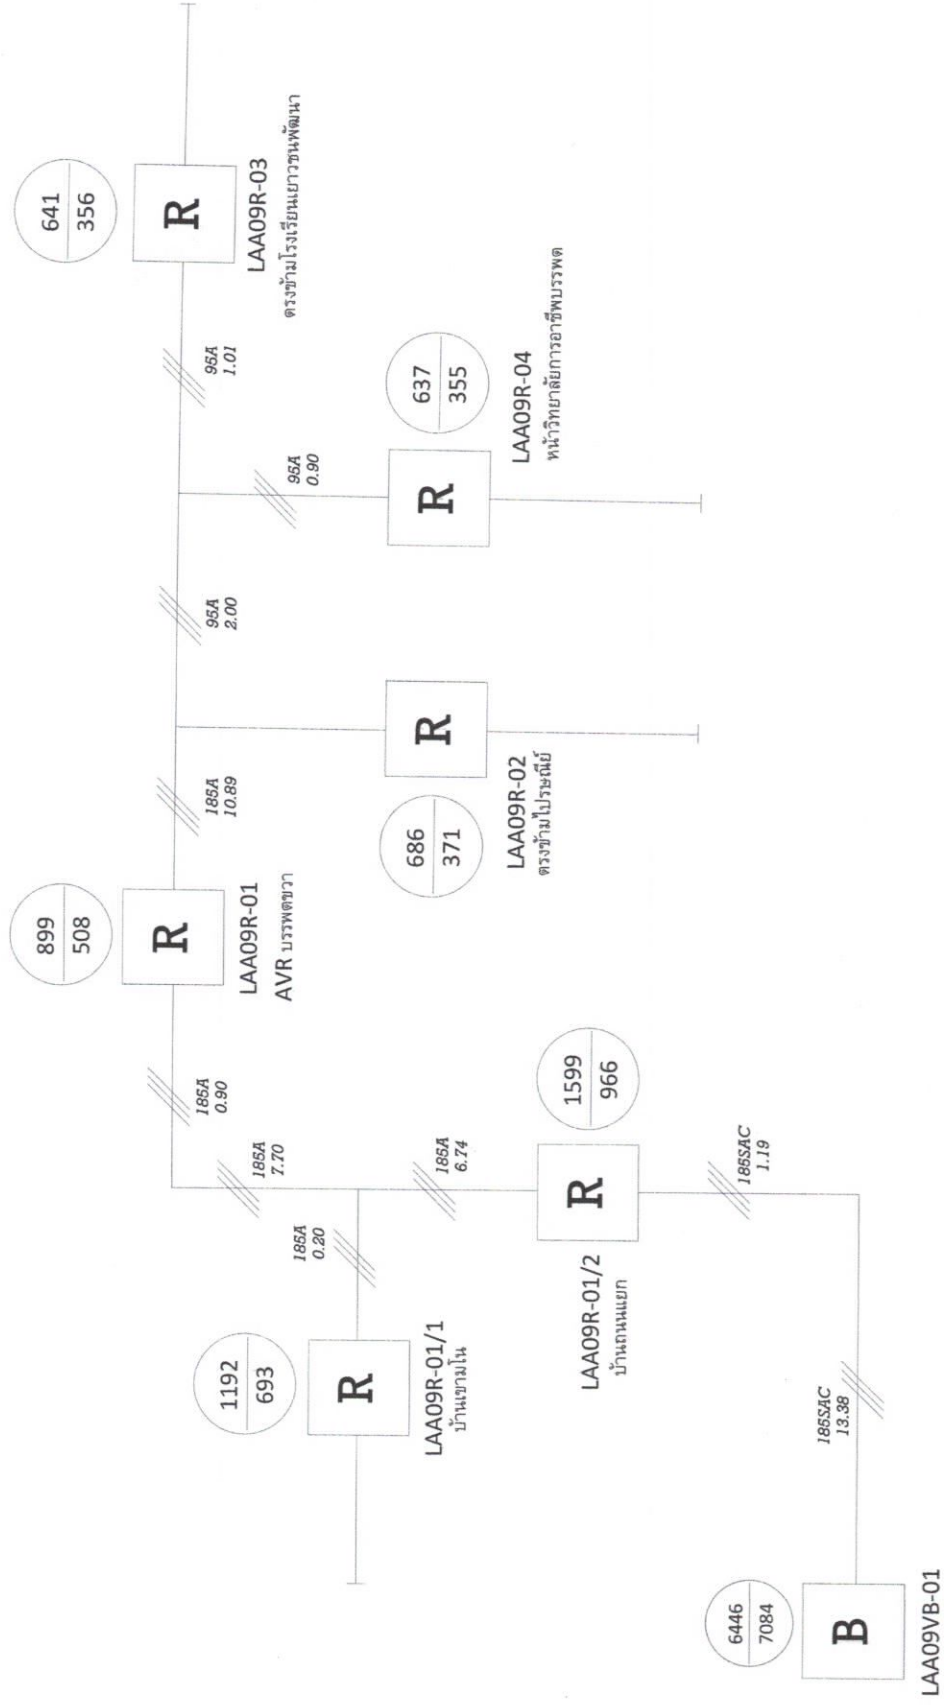 641
356
R
LAA09R-03
ตรงข้ามโรงเรียนเยาวชนพัฒนา
95A
1.01
637
355
R
LAA09R-04
หน้าวิทยาลัยการอาชีพบรรพต
95A
0.90
95A
2.00
686
371
R
LAA09R-02
ตรงข้ามไปรษณีย์
185A
10.89
899
508
R
LAA09R-01
AVR บรรพตขวา
185A
0.90
185A
7.70
185A
6.74
185A
0.20
1599
966
R
LAA09R-01/2
บ้านถนนแยก
185SAC
1.19
1192
693
R
LAA09R-01/1
บ้านเขามโน
185SAC
13.38
6446
7084
B
LAA09VB-01